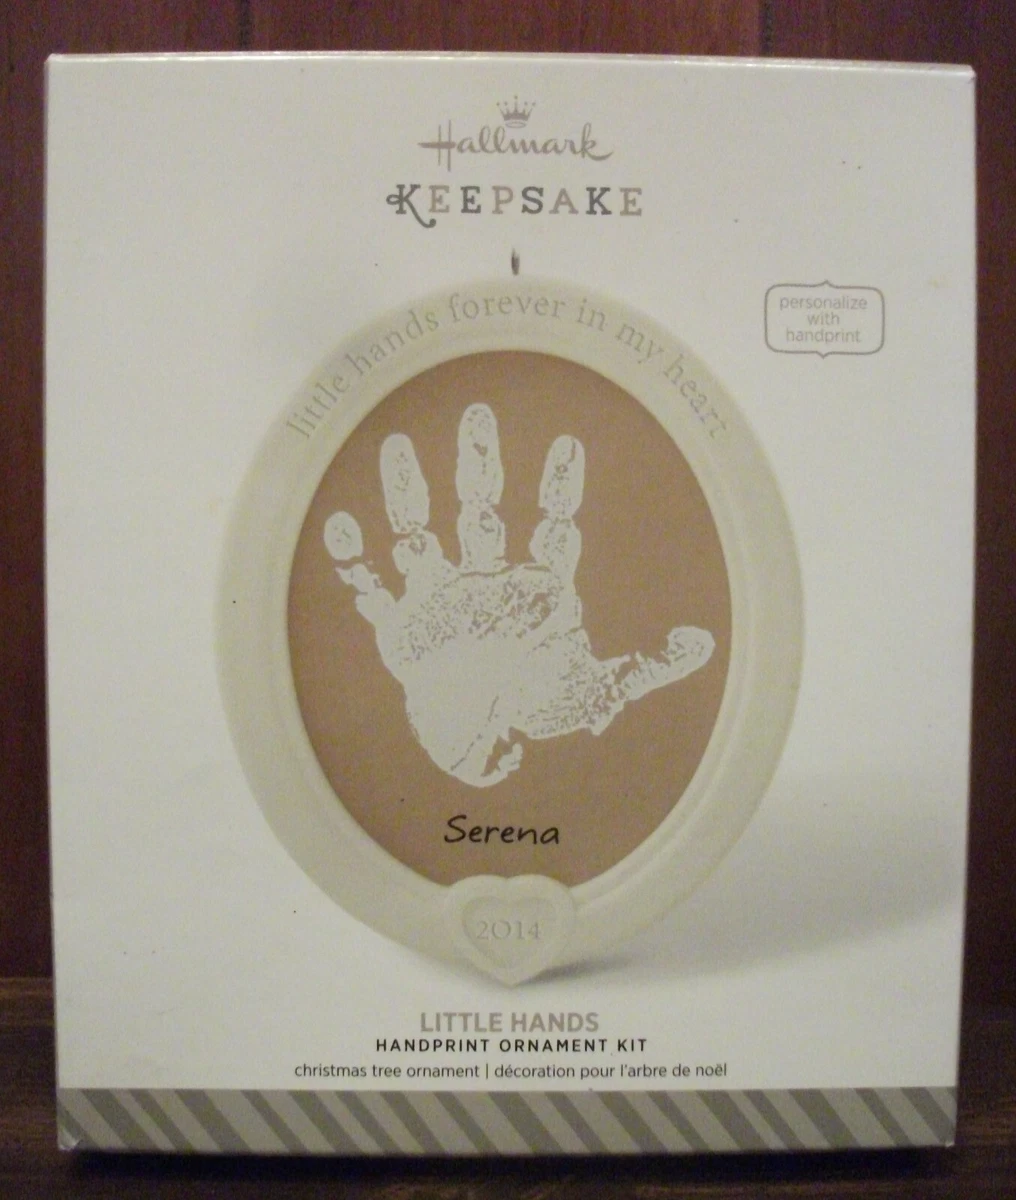 Hallmark
KEEPSAKE
little hands forever in my heart
personalize
with
handprint
Serena
2014
LITTLE HANDS
HANDPRINT ORNAMENT KIT
christmas tree ornament | décoration pour l'arbre de noël